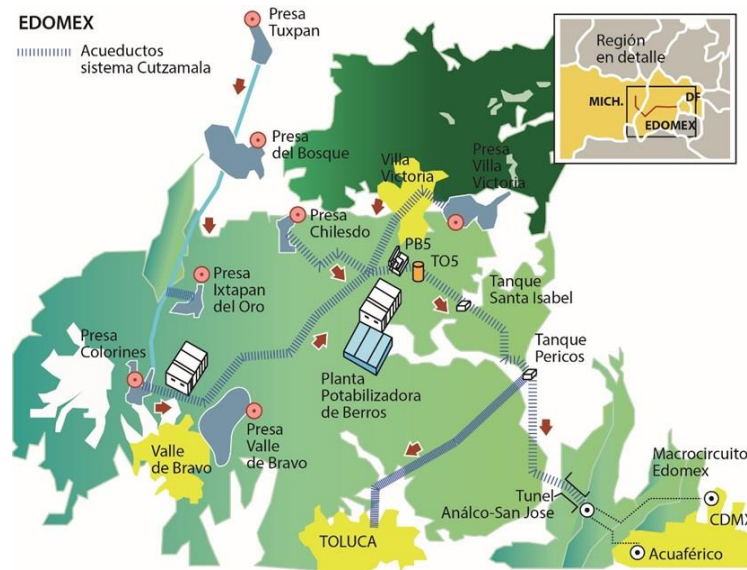 EDOMEX
Acueductos
sistema Cutzamala
Presa
Tuxpan
Región
en detalle
MICH.
DF
EDOMEX
Presa
del Bosque
Villa
Victoria
Presa
Villa
Victoria
Presa
Chilesdo
PB5
TO5
Presa
Ixtapan
del Oro
Tanque
Santa Isabel
Presa
Colorines
Tanque
Pericos
Planta
Potabilizadora
de Berros
Presa
Valle
de Bravo
Valle
de Bravo
Macrocircuito
Edomex
Tunel
Análco-San Jose
CDMX
TOLUCA
Acuaférico